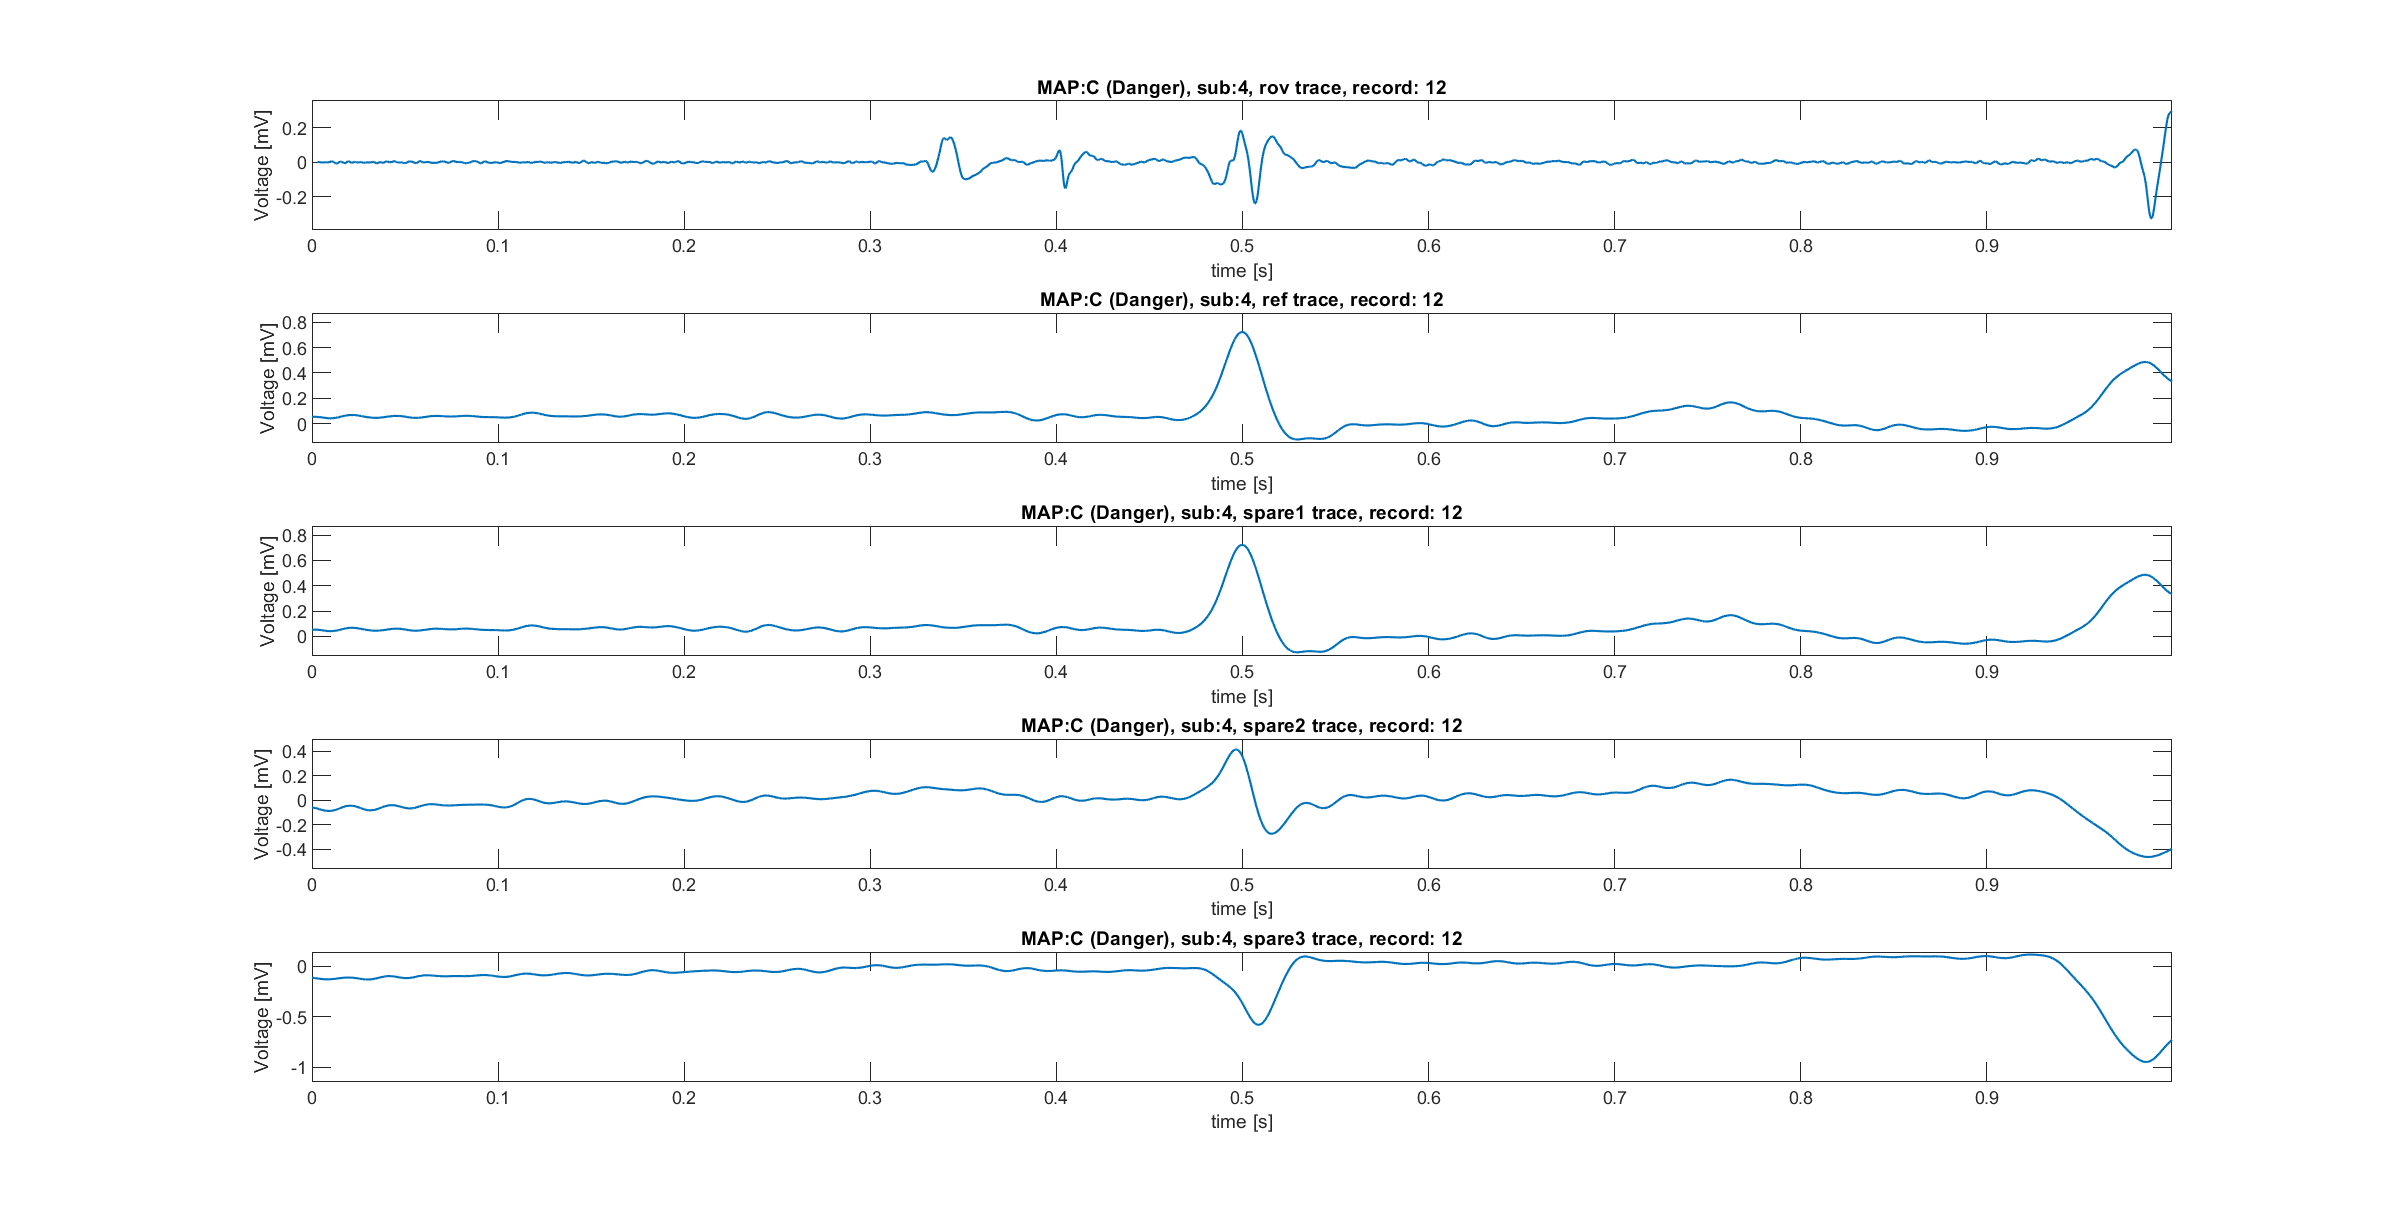 MAP:C (Danger), sub:4, rov trace, record: 12
Voltage [mV]
0.2
0
-0.2
0 0.1 0.2 0.3 0.4 0.5 0.6 0.7 0.8 0.9
time [s]
MAP:C (Danger), sub:4, ref trace, record: 12
Voltage [mV]
0.8
0.6
0.4
0.2
0
0 0.1 0.2 0.3 0.4 0.5 0.6 0.7 0.8 0.9
time [s]
MAP:C (Danger), sub:4, spare1 trace, record: 12
Voltage [mV]
0.8
0.6
0.4
0.2
0
0 0.1 0.2 0.3 0.4 0.5 0.6 0.7 0.8 0.9
time [s]
MAP:C (Danger), sub:4, spare2 trace, record: 12
Voltage [mV]
0.4
0.2
0
-0.2
-0.4
0 0.1 0.2 0.3 0.4 0.5 0.6 0.7 0.8 0.9
time [s]
MAP:C (Danger), sub:4, spare3 trace, record: 12
Voltage [mV]
0
-0.5
-1
0 0.1 0.2 0.3 0.4 0.5 0.6 0.7 0.8 0.9
time [s]